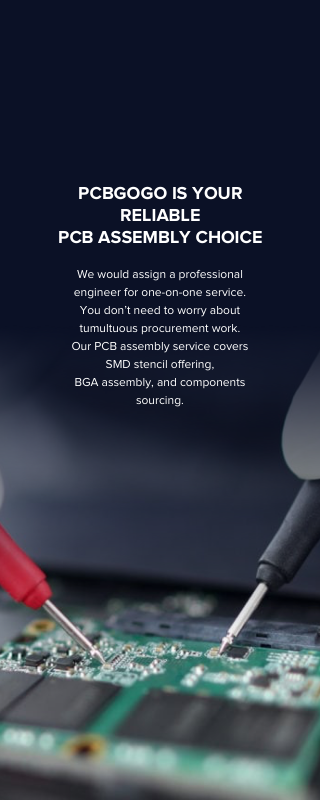 PCBGOGO IS YOUR
RELIABLE
PCB ASSEMBLY CHOICE
We would assign a professional
engineer for one-on-one service.
You don't need to worry about
tumultuous procurement work.
Our PCB assembly service covers
SMD stencil offering,
BGA assembly, and components
sourcing.